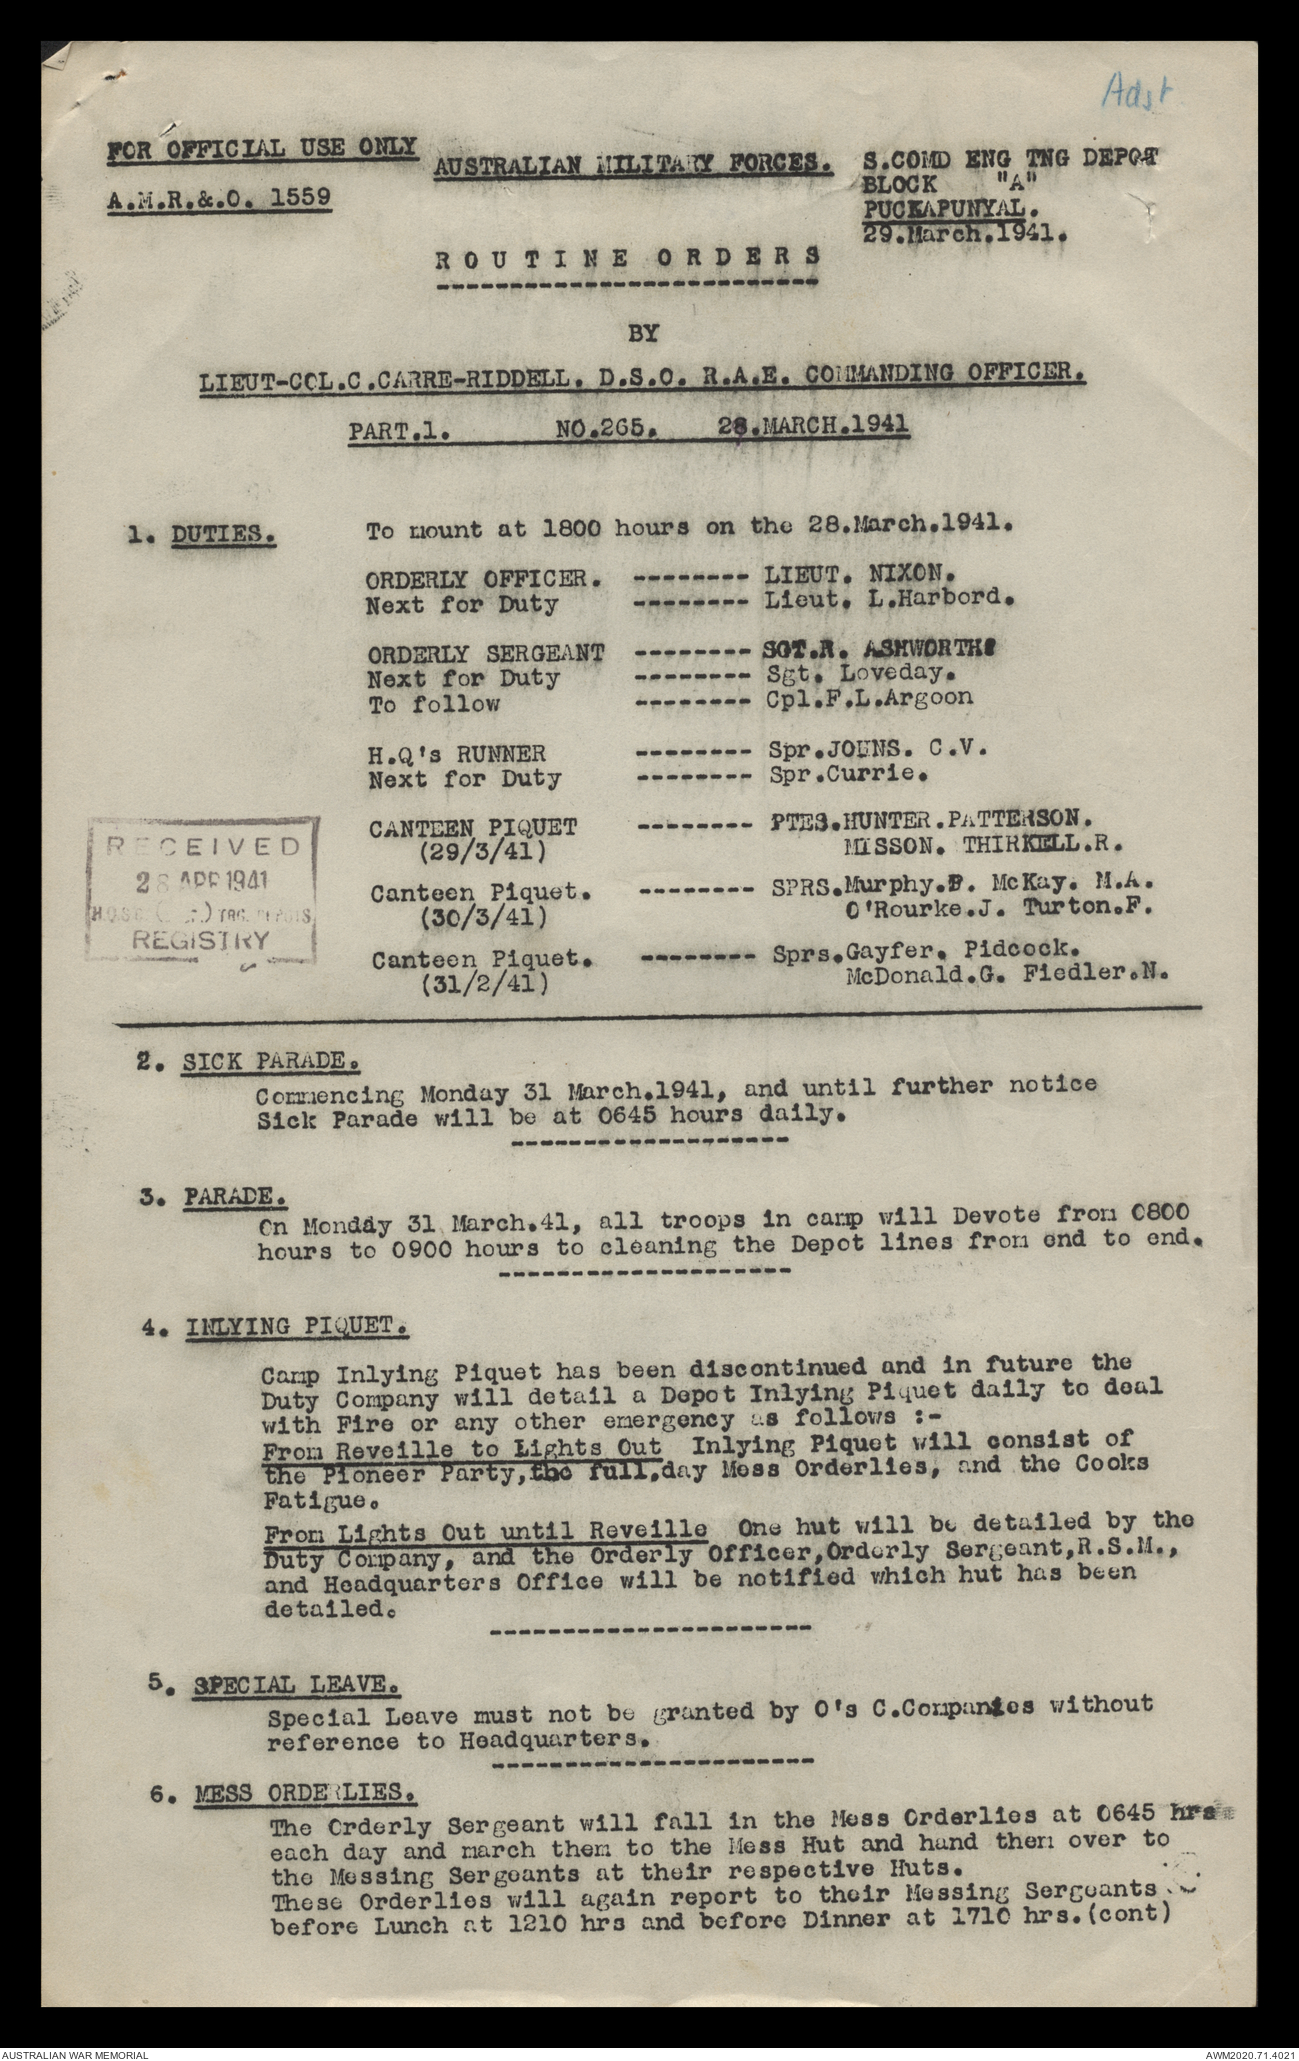 Adst
FOR OFFICIAL USE ONLY
A.M.R.&.O. 1559
AUSTRALIAN MILITARY FORCES.
S.COMD ENG TNG DEPOT
BLOCK "A"
PUCKAPUNYAL.
29.March.1941.
ROUTINE ORDERS
BY
LIEUT-COL.C.CARRE-RIDDELL. D.S.O. R.A.E. COMMANDING OFFICER.
PART.1. NO.265. 28.MARCH.1941
1. DUTIES. To mount at 1800 hours on the 28.March.1941.
ORDERLY OFFICER. -------- LIEUT. NIXON.
Next for Duty -------- Lieut. L.Harbord.
ORDERLY SERGEANT -------- SGT.R. ASHWORTH.
Next for Duty -------- Sgt. Loveday.
To follow -------- Cpl.F.L.Argoon
H.Q's RUNNER -------- Spr.JOHNS. C.V.
Next for Duty -------- Spr.Currie.
CANTEEN PIQUET -------- PTES.HUNTER.PATTERSON.
(29/3/41) MISSON. THIRKELL.R.
Canteen Piquet. -------- SPRS.Murphy.P. McKay. M.A.
(30/3/41) O'Rourke.J. Turton.F.
Canteen Piquet. -------- Sprs.Gayfer. Pidcock.
(31/2/41) McDonald.G. Fiedler.N.
RECEIVED
28 APR 1941
TRG. DEPOTS
REGISTRY
2. SICK PARADE.
Commencing Monday 31 March.1941, and until further notice
Sick Parade will be at 0645 hours daily.
-------------------
3. PARADE.
On Monday 31 March.41, all troops in camp will Devote from 0800
hours to 0900 hours to cleaning the Depot lines from end to end.
--------------------
4. INLYING PIQUET.
Camp Inlying Piquet has been discontinued and in future the
Duty Company will detail a Depot Inlying Piquet daily to deal
with Fire or any other emergency as follows :-
From Reveille to Lights Out Inlying Piquet will consist of
the Pioneer Party,the full,day Mess Orderlies, and the Cooks
Fatigue.
From Lights Out until Reveille One hut will be detailed by the
Duty Company, and the Orderly Officer,Orderly Sergeant,R.S.M.,
and Headquarters Office will be notified which hut has been
detailed.
----------------------
5. SPECIAL LEAVE.
Special Leave must not be granted by O's C.Companies without
reference to Headquarters.
----------------------
6. MESS ORDERLIES.
The Orderly Sergeant will fall in the Mess Orderlies at 0645 hrs
each day and march them to the Mess Hut and hand them over to
the Messing Sergeants at their respective Huts.
These Orderlies will again report to their Messing Sergeants
before Lunch at 1210 hrs and before Dinner at 1710 hrs.(cont)
AUSTRALIAN WAR MEMORIAL
AWM2020.71.4021